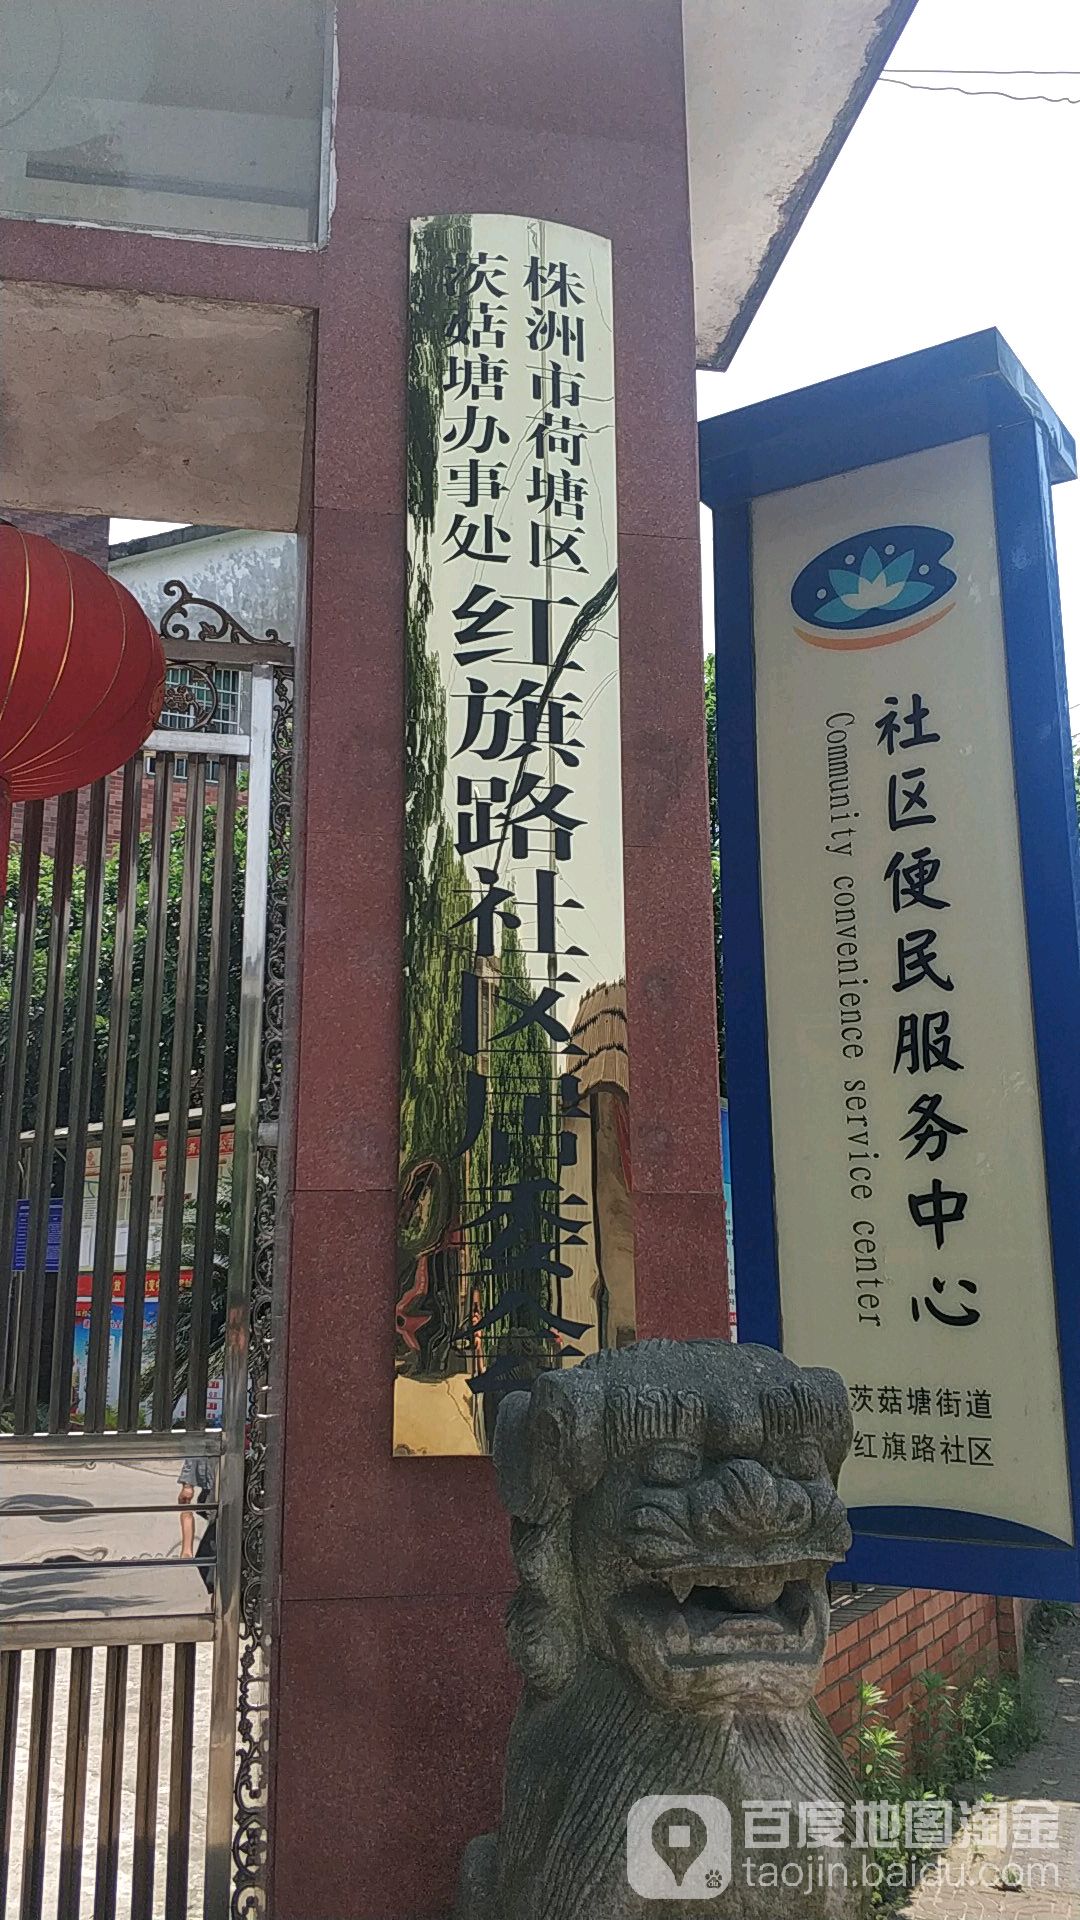 株洲市荷塘区
茨菇塘办事处
红旗路社区居委会
社区便民服务中心
Community convenience service center
茨菇塘街道
红旗路社区
百度地图淘金
taojin.baidu.com